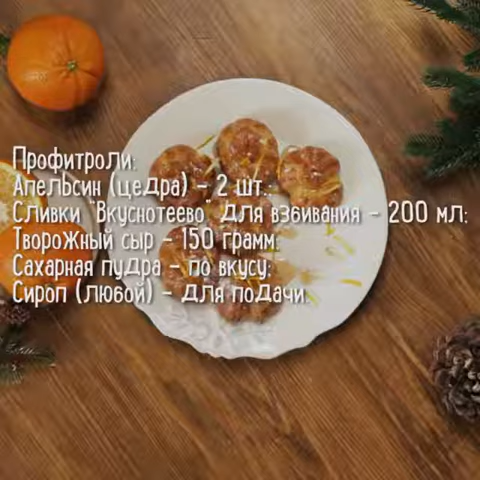 Профитроли:
Апельсин (цедра) - 2 шт.;
Сливки "Вкуснотеево" для взбивания - 200 мл;
Творожный сыр - 150 грамм;
Сахарная пудра - по вкусу;
Сироп (любой) - для подачи.